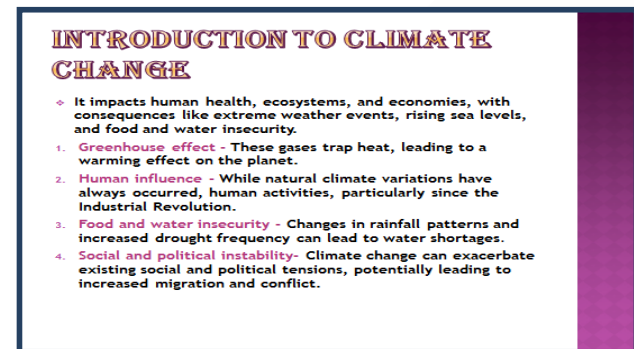 INTRODUCTION TO CLIMATE
CHANGE
❖ It impacts human health, ecosystems, and economies, with
consequences like extreme weather events, rising sea levels,
and food and water insecurity.
1. Greenhouse effect - These gases trap heat, leading to a
warming effect on the planet.
2. Human influence - While natural climate variations have
always occurred, human activities, particularly since the
Industrial Revolution.
3. Food and water insecurity - Changes in rainfall patterns and
increased drought frequency can lead to water shortages.
4. Social and political instability- Climate change can exacerbate
existing social and political tensions, potentially leading to
increased migration and conflict.